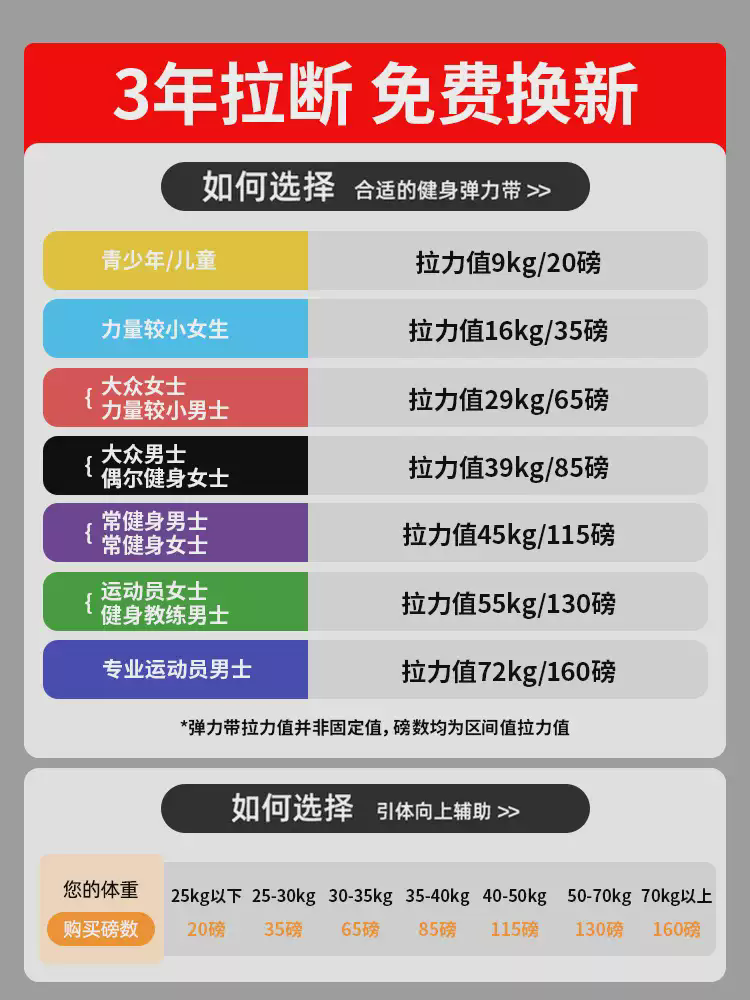 3年拉断 免费换新
如何选择 合适的健身弹力带 >>
青少年/儿童 拉力值9kg/20磅
力量较小女生 拉力值16kg/35磅
{ 大众女士
力量较小男士 拉力值29kg/65磅
{ 大众男士
偶尔健身女士 拉力值39kg/85磅
{ 常健身男士
常健身女士 拉力值45kg/115磅
{ 运动员女士
健身教练男士 拉力值55kg/130磅
专业运动员男士 拉力值72kg/160磅
*弹力带拉力值并非固定值，磅数均为区间值拉力值
如何选择 引体向上辅助 >>
您的体重 25kg以下 25-30kg 30-35kg 35-40kg 40-50kg 50-70kg 70kg以上
购买磅数 20磅 35磅 65磅 85磅 115磅 130磅 160磅